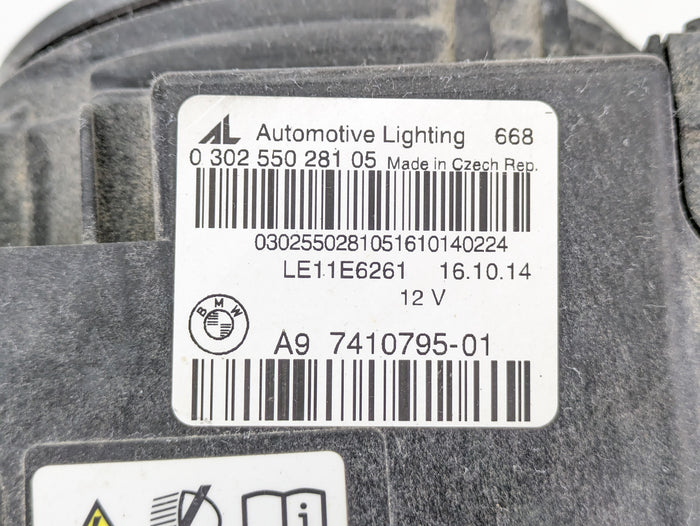 AL Automotive Lighting 668
0 302 550 281 05 Made in Czech Rep.
0302550281051610140224
LE11E6261 16.10.14
12 V
BMW
A9 7410795-01